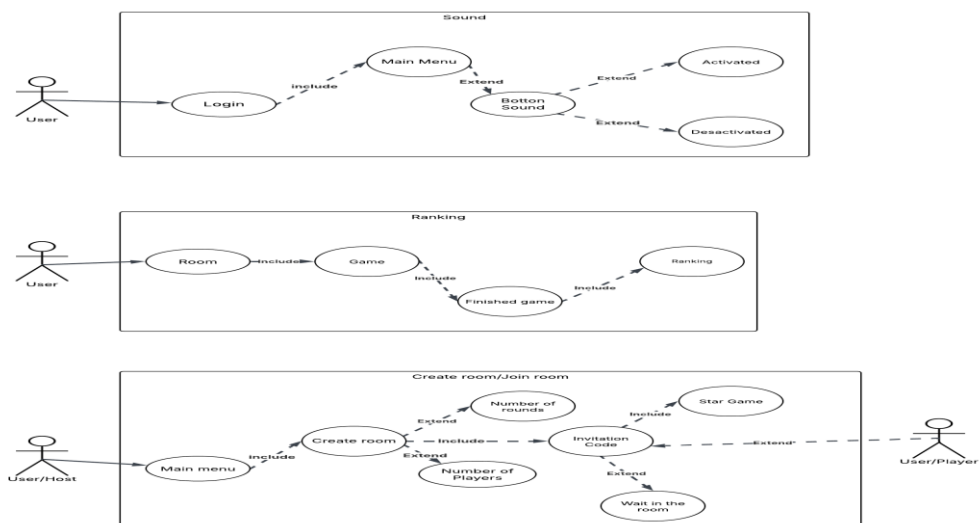 Sound
Main Menu
Activated
include
Extend
Extend
Login
Botton
Sound
User
Extend
Desactivated
Ranking
Room
Include
Game
Ranking
User
Include
Include
Finished game
Create room/Join room
Number of
rounds
Star Game
Extend
Include
Create room
Include
Invitation
Code
Extend
User/Player
include
Extend
Main menu
Number of
Players
Extend
User/Host
Wait in the
room